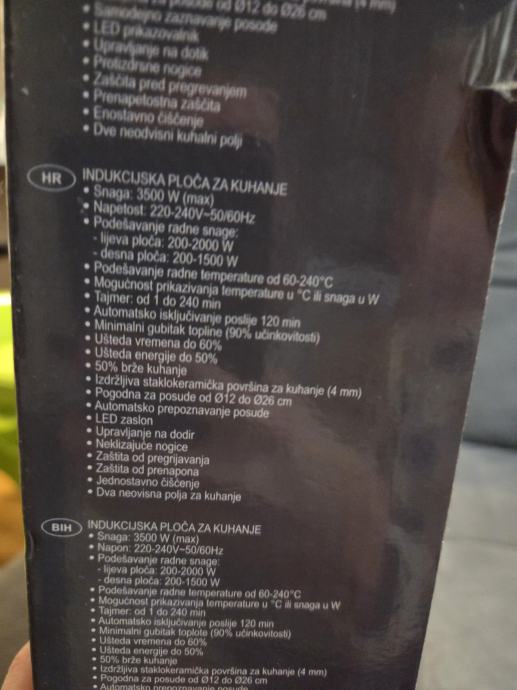 posude od Ø12 do Ø26 cm
• Samodejno zaznavanje posode
• LED prikazovalnik
• Upravljanje na dotik
• Protizdrsne nogice
• Zaščita pred pregrevanjem
• Prenapetostna zaščita
• Enostavno čiščenje
• Dve neodvisni kuhalni polji
HR INDUKCIJSKA PLOČA ZA KUHANJE
• Snaga: 3500 W (max)
• Napetost: 220-240V~50/60Hz
• Podešavanje radne snage:
- lijeva ploča: 200-2000 W
- desna ploča: 200-1500 W
• Podešavanje radne temperature od 60-240°C
• Mogućnost prikazivanja temperature u °C ili snaga u W
• Tajmer: od 1 do 240 min
• Automatsko isključivanje poslije 120 min
• Minimalni gubitak topline (90% učinkovitosti)
• Ušteda vremena do 60%
• Ušteda energije do 50%
• 50% brže kuhanje
• Izdržljiva staklokeramička površina za kuhanje (4 mm)
• Pogodna za posude od Ø12 do Ø26 cm
• Automatsko prepoznavanje posude
• LED zaslon
• Upravljanje na dodir
• Neklizajuće nogice
• Zaštita od pregrijavanja
• Zaštita od prenapona
• Jednostavno čišćenje
• Dva neovisna polja za kuhanje
BIH INDUKCIJSKA PLOČA ZA KUHANJE
• Snaga: 3500 W (max)
• Napon: 220-240V~50/60Hz
• Podešavanje radne snage:
- lijeva ploča: 200-2000 W
- desna ploča: 200-1500 W
• Podešavanje radne temperature od 60-240°C
• Mogućnost prikazivanja temperature u °C ili snaga u W
• Tajmer: od 1 do 240 min
• Automatsko isključivanje poslije 120 min
• Minimalni gubitak toplote (90% učinkovitosti)
• Ušteda vremena do 60%
• Ušteda energije do 50%
• 50% brže kuhanje
• Izdržljiva staklokeramička površina za kuhanje (4 mm)
• Pogodna za posude od Ø12 do Ø26 cm
• Automatsko prepoznavanje posude